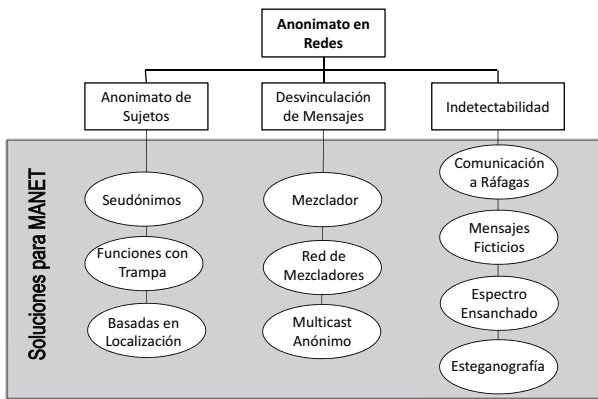 Anonimato en
Redes
Anonimato de
Sujetos
Desvinculación
de Mensajes
Indetectabilidad
Soluciones para MANET
Seudónimos
Funciones con
Trampa
Basadas en
Localización
Mezclador
Red de
Mezcladores
Multicast
Anónimo
Comunicación
a Ráfagas
Mensajes
Ficticios
Espectro
Ensanchado
Esteganografía